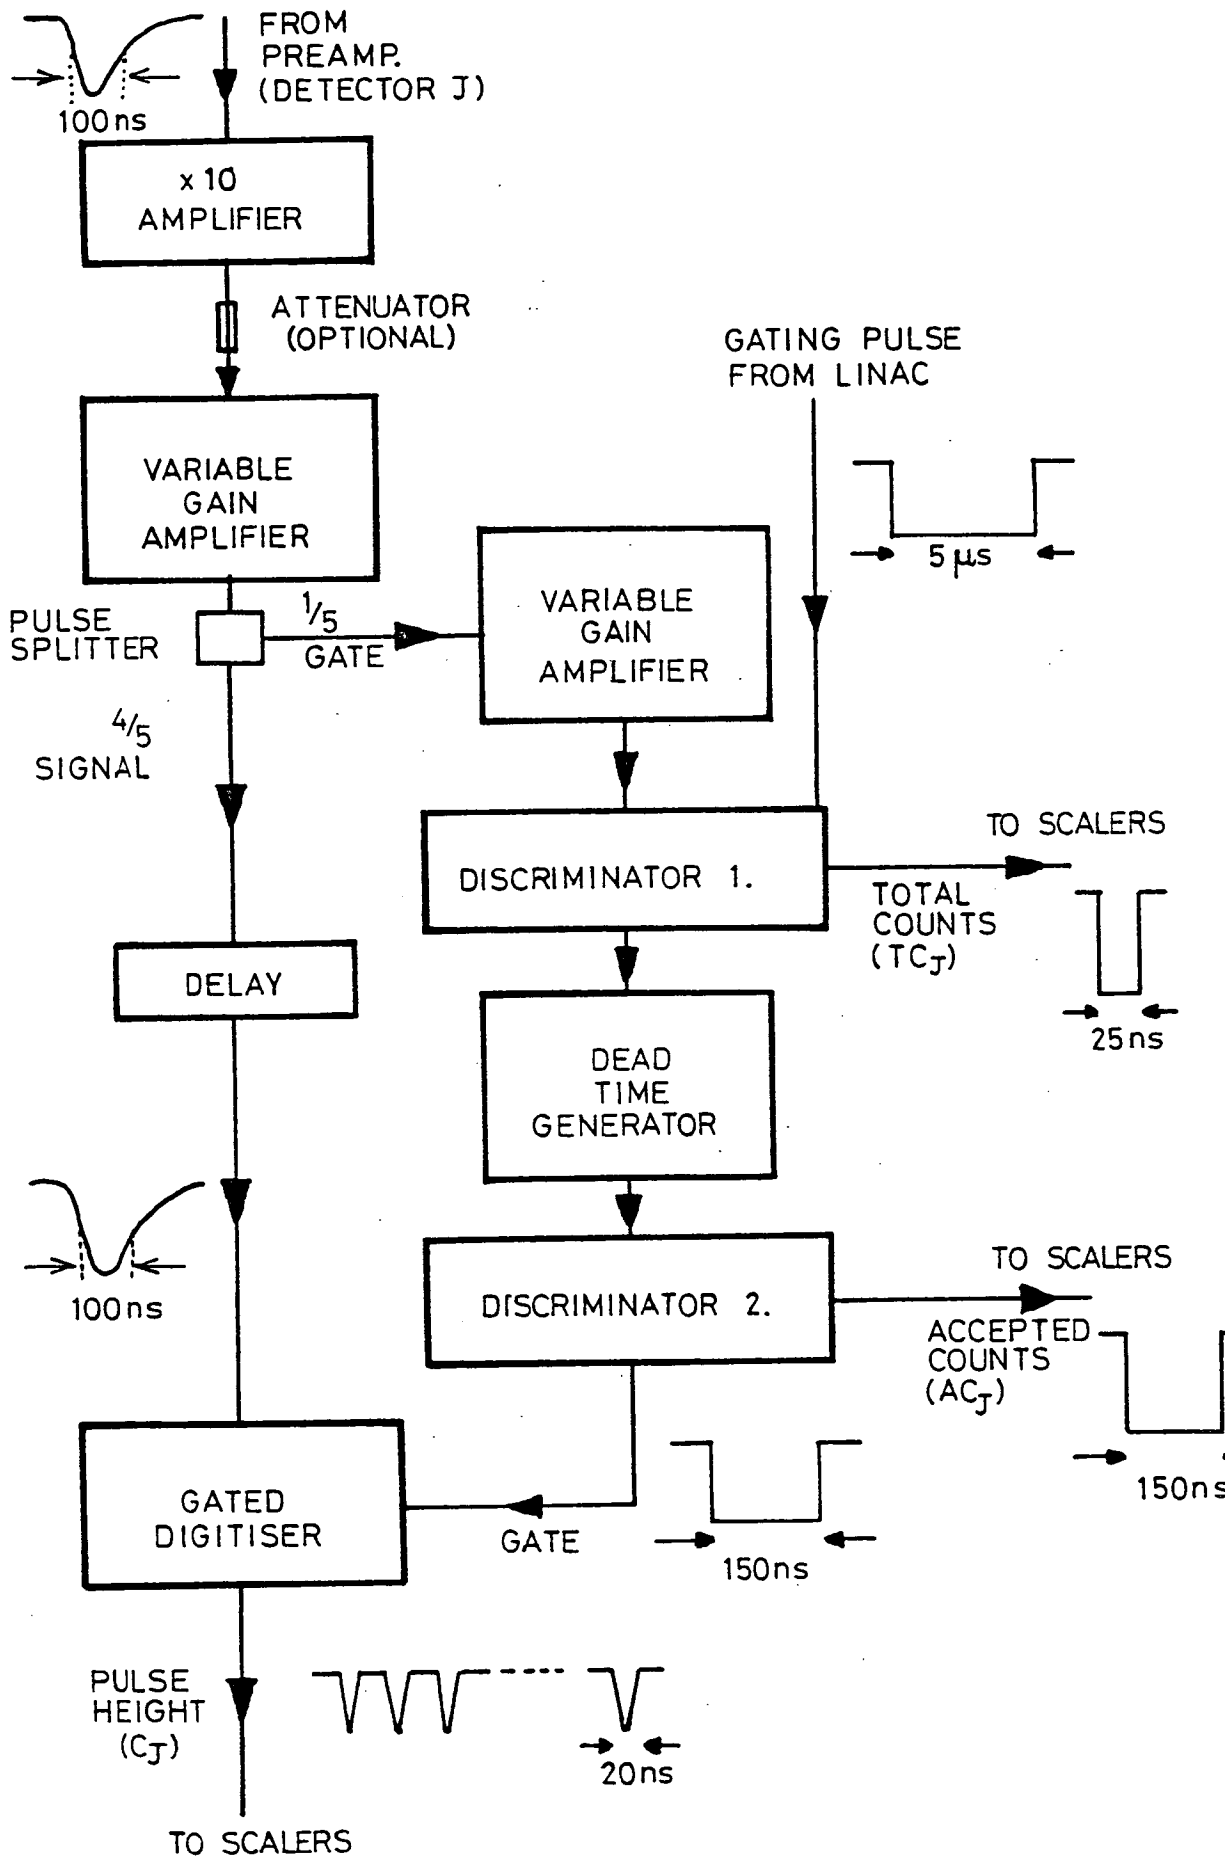 FROM
PREAMP.
(DETECTOR J)
100ns
x 10
AMPLIFIER
ATTENUATOR
(OPTIONAL)
GATING PULSE
FROM LINAC
VARIABLE
GAIN
AMPLIFIER
5 μs
PULSE
SPLITTER
1/5
GATE
VARIABLE
GAIN
AMPLIFIER
4/5
SIGNAL
TO SCALERS
DISCRIMINATOR 1.
TOTAL
COUNTS
(TCJ)
25ns
DELAY
DEAD
TIME
GENERATOR
100ns
TO SCALERS
DISCRIMINATOR 2.
ACCEPTED
COUNTS
(ACJ)
150ns
GATED
DIGITISER
GATE
150ns
PULSE
HEIGHT
(CJ)
20ns
TO SCALERS